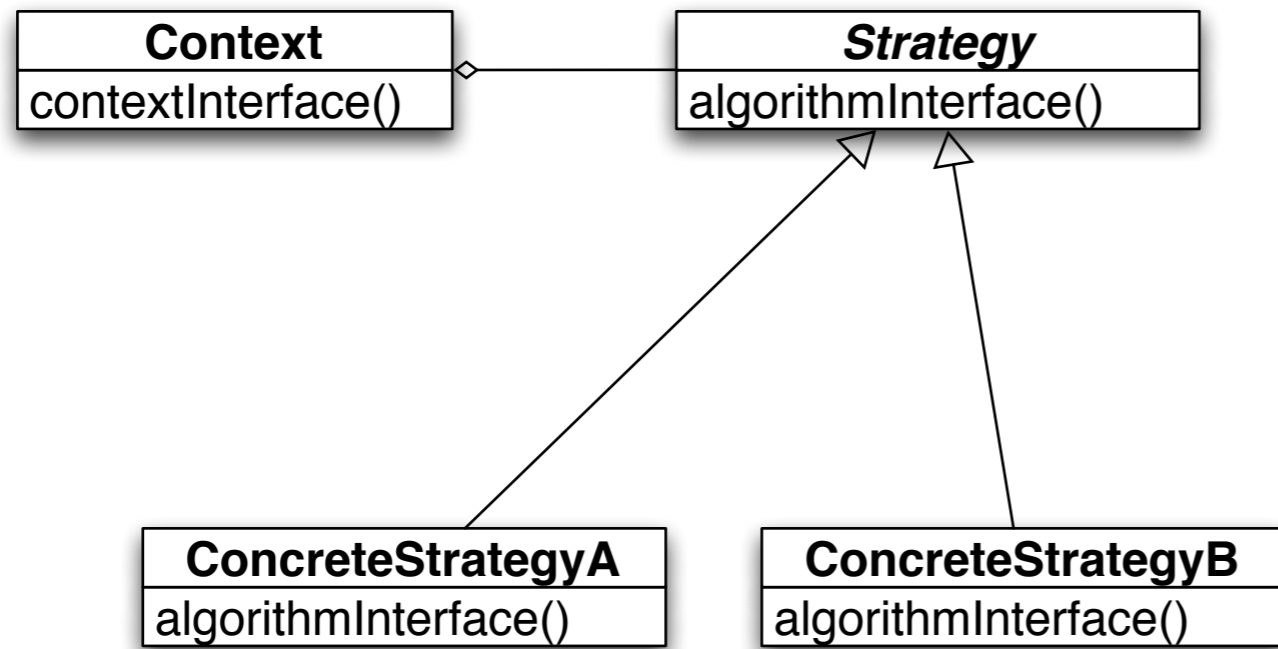 Context
contextInterface()
Strategy
algorithmInterface()
ConcreteStrategyA
algorithmInterface()
ConcreteStrategyB
algorithmInterface()